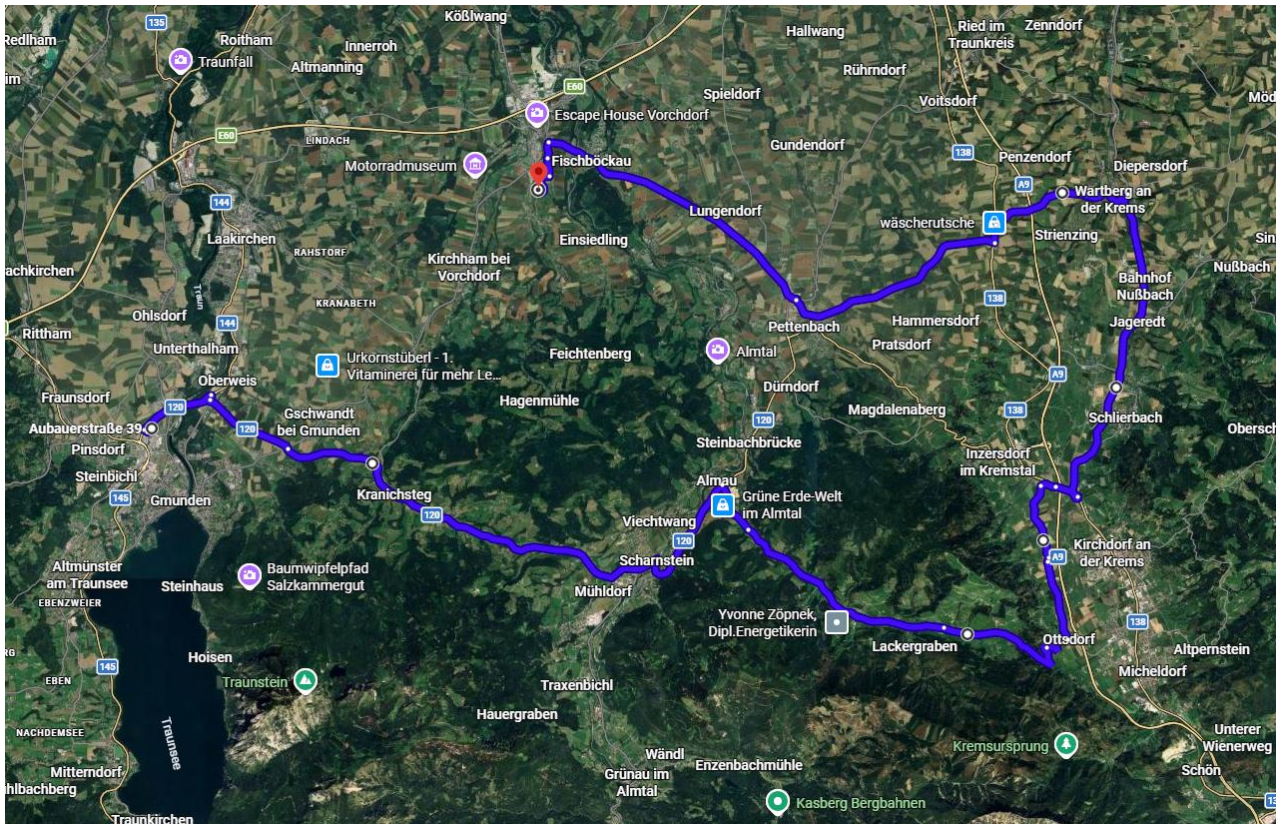 Kößlwang
135
Roitham
Innerroh
Hallwang
Ried im
Traunkreis
Zenndorf
Redlham
Traunfall
Altmanning
Rührndorf
E60
Spieldorf
Voitsdorf
Escape House Vorchdorf
E60
LINDACH
Gundendorf
138
Penzendorf
Diepersdorf
Motorradmuseum
Fischböckau
A9
Wartberg an
der Krems
144
Lungendorf
wäscherutsche
Strienzing
Laakirchen
RAHSTORF
Einsiedling
Kirchham bei
Vorchdorf
Nußbach
Bahnhof
Nußbach
Traun
KRANABETH
138
Ohlsdorf
144
Hammersdorf
Jageredt
Rittham
Pettenbach
Unterthalham
Feichtenberg
Almtal
Pratsdorf
Urkornstüberl - 1.
Vitaminerei für mehr Le...
A9
Oberweis
Dürndorf
Fraunsdorf
120
Hagenmühle
Magdalenaberg
138
Gschwandt
bei Gmunden
120
Schlierbach
Aubauerstraße 39
120
Steinbachbrücke
Pinsdorf
Inzersdorf
im Kremstal
Steinbichl
145
Kranichsteg
Almau
Gmunden
120
Grüne Erde-Welt
im Almtal
Viechtwang
120
Kirchdorf an
der Krems
A9
Scharnstein
Altmünster
am Traunsee
Steinhaus
Baumwipfelpfad
Salzkammergut
Mühldorf
EBENZWEIER
Yvonne Zöpnek,
Dipl.Energetikerin
138
Ottsdorf
Lackergraben
Altpernstein
Hoisen
145
Micheldorf
EBEN
Traunstein
Traxenbichl
Hauergraben
NACHDEMSEE
Traunsee
Unterer
Wienerweg
Kremsursprung
Wändl
Enzenbachmühle
Mitterndorf
Grünau im
Almtal
Schön
Kasberg Bergbahnen
Traunkirchen